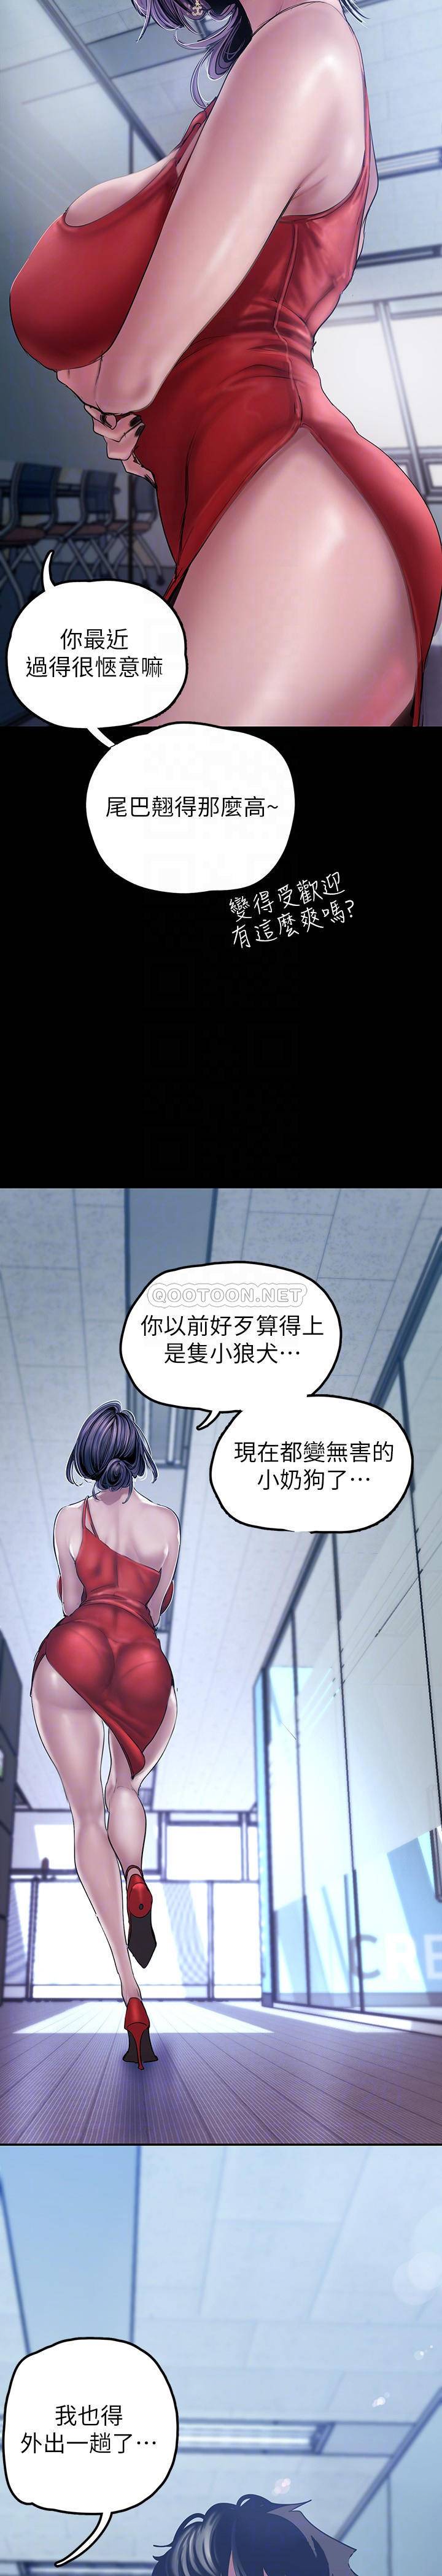 你最近
過得很愜意嘛
尾巴翹得那麼高~
變得受歡迎
有這麼爽嗎?
QOOTOON.NET
你以前好歹算得上
是隻小狼犬…
現在都變無害的
小奶狗了…
CRE
我也得
外出一趟了…